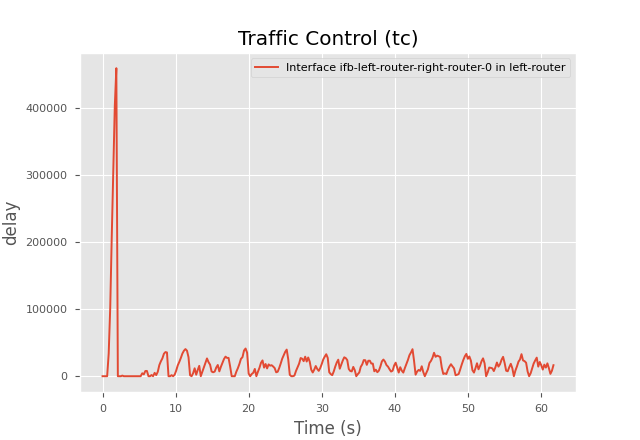 Traffic Control (tc)
Interface ifb-left-router-right-router-0 in left-router
delay
400000
300000
200000
100000
0
0 10 20 30 40 50 60
Time (s)